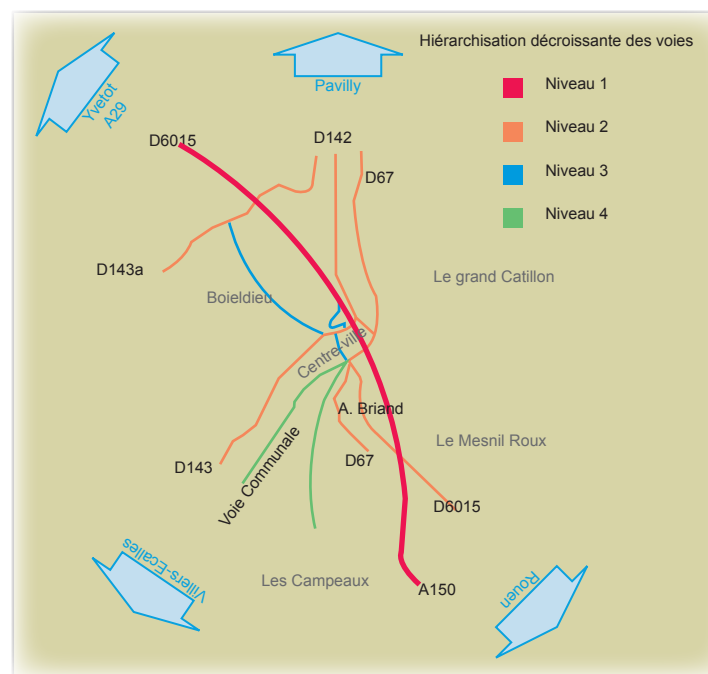 Hiérarchisation décroissante des voies
Niveau 1
Niveau 2
Niveau 3
Niveau 4
Yvetot
A29
Pavilly
D6015
D142
D67
D143a
Boieldieu
Le grand Catillon
Centre-ville
A. Briand
Le Mesnil Roux
D143
Voie Communale
D67
D6015
Villers-Ecalles
Les Campeaux
A150
Rouen